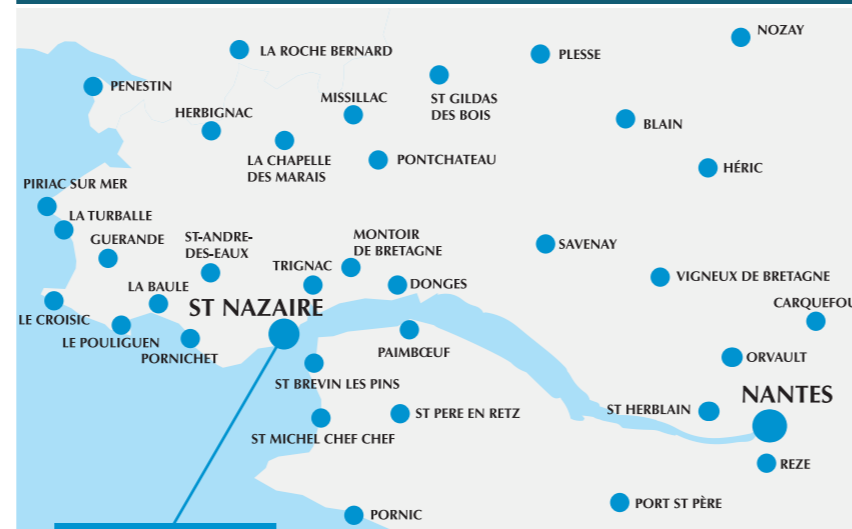 NOZAY
LA ROCHE BERNARD
PLESSE
PENESTIN
MISSILLAC
ST GILDAS
DES BOIS
HERBIGNAC
BLAIN
LA CHAPELLE
DES MARAIS
PONTCHATEAU
HÉRIC
PIRIAC SUR MER
LA TURBALLE
GUERANDE
ST-ANDRE-
DES-EAUX
MONTOIR
DE BRETAGNE
SAVENAY
TRIGNAC
VIGNEUX DE BRETAGNE
LA BAULE
DONGES
CARQUEFOU
ST NAZAIRE
LE CROISIC
LE POULIGUEN
PORNICHET
PAIMBŒUF
ORVAULT
ST BREVIN LES PINS
NANTES
ST HERBLAIN
ST PERE EN RETZ
ST MICHEL CHEF CHEF
REZE
PORT ST PÈRE
PORNIC